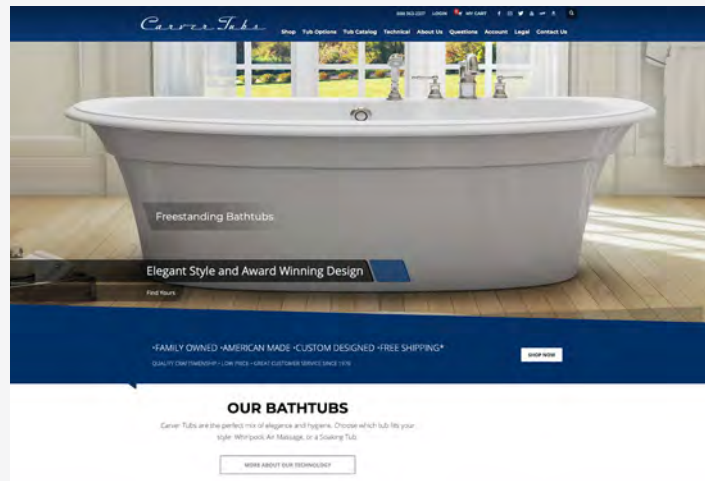 Carver Tubs
LOGIN MY CART
Shop Tub Options Tub Catalog Technical About Us Questions Account Legal Contact Us
Freestanding Bathtubs
Elegant Style and Award Winning Design
Find Yours
•FAMILY OWNED •AMERICAN MADE •CUSTOM DESIGNED •FREE SHIPPING*
QUALITY CRAFTSMENSHIP • LOW PRICE • GREAT CUSTOMER SERVICE SINCE 1979
SHOP NOW
OUR BATHTUBS
Carver Tubs are the perfect mix of elegance and hygiene. Choose which tub fits your
style: Whirlpool, Air Massage, or a Soaking Tub.
MORE ABOUT OUR TECHNOLOGY